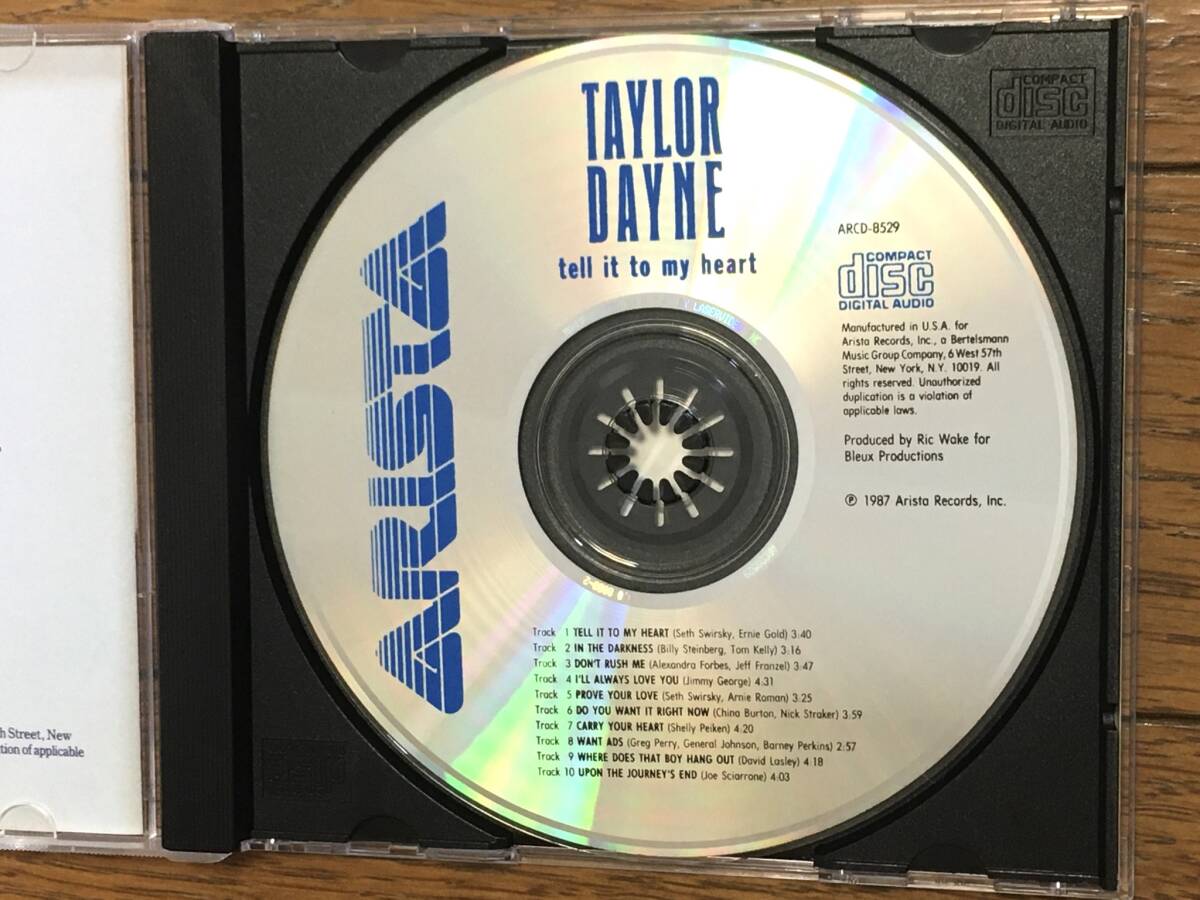 TAYLOR
DAYNE
tell it to my heart
ARISTA
ARCD-8529
COMPACT
disc
DIGITAL AUDIO
Manufactured in U.S.A. for
Arista Records, Inc., a Bertelsmann
Music Group Company, 6 West 57th
Street, New York, N.Y. 10019. All
rights reserved. Unauthorized
duplication is a violation of
applicable laws.
Produced by Ric Wake for
Bleux Productions
℗ 1987 Arista Records, Inc.
Track 1 TELL IT TO MY HEART (Seth Swirsky, Ernie Gold) 3:40
Track 2 IN THE DARKNESS (Billy Steinberg, Tom Kelly) 3:16
Track 3 DON'T RUSH ME (Alexandra Forbes, Jeff Franzel) 3:47
Track 4 I'LL ALWAYS LOVE YOU (Jimmy George) 4:31
Track 5 PROVE YOUR LOVE (Seth Swirsky, Arnie Roman) 3:25
Track 6 DO YOU WANT IT RIGHT NOW (China Burton, Nick Straker) 3:59
Track 7 CARRY YOUR HEART (Shelly Peiken) 4:20
Track 8 WANT ADS (Greg Perry, General Johnson, Barney Perkins) 2:57
Track 9 WHERE DOES THAT BOY HANG OUT (David Lasley) 4:18
Track 10 UPON THE JOURNEY'S END (Joe Sciarrone) 4:03
COMPACT
disc
DIGITAL AUDIO
h Street, New
tion of applicable